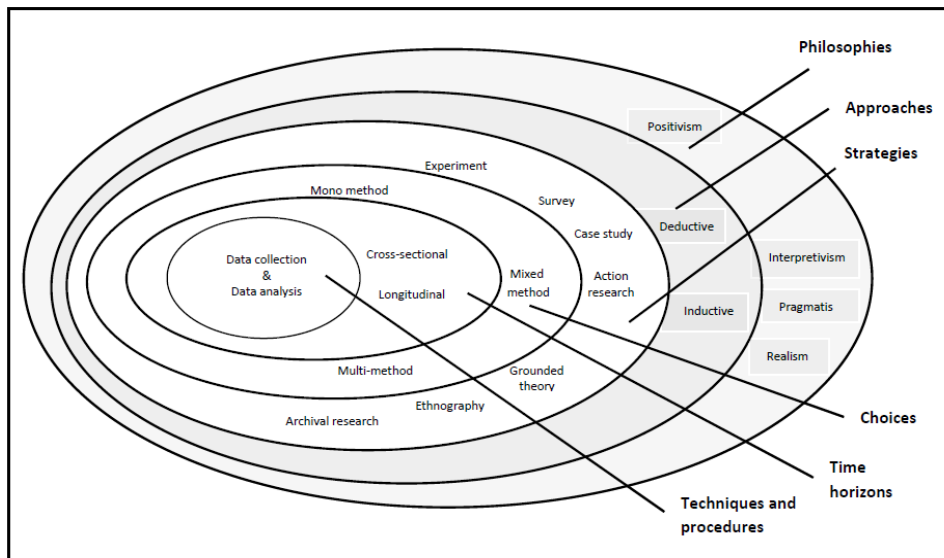 Philosophies
Approaches
Strategies
Positivism
Experiment
Mono method
Survey
Deductive
Case study
Cross-sectional
Interpretivism
Data collection
&
Data analysis
Mixed
method
Action
research
Longitudinal
Inductive
Pragmatis
Realism
Multi-method
Grounded
theory
Ethnography
Archival research
Choices
Time
horizons
Techniques and
procedures